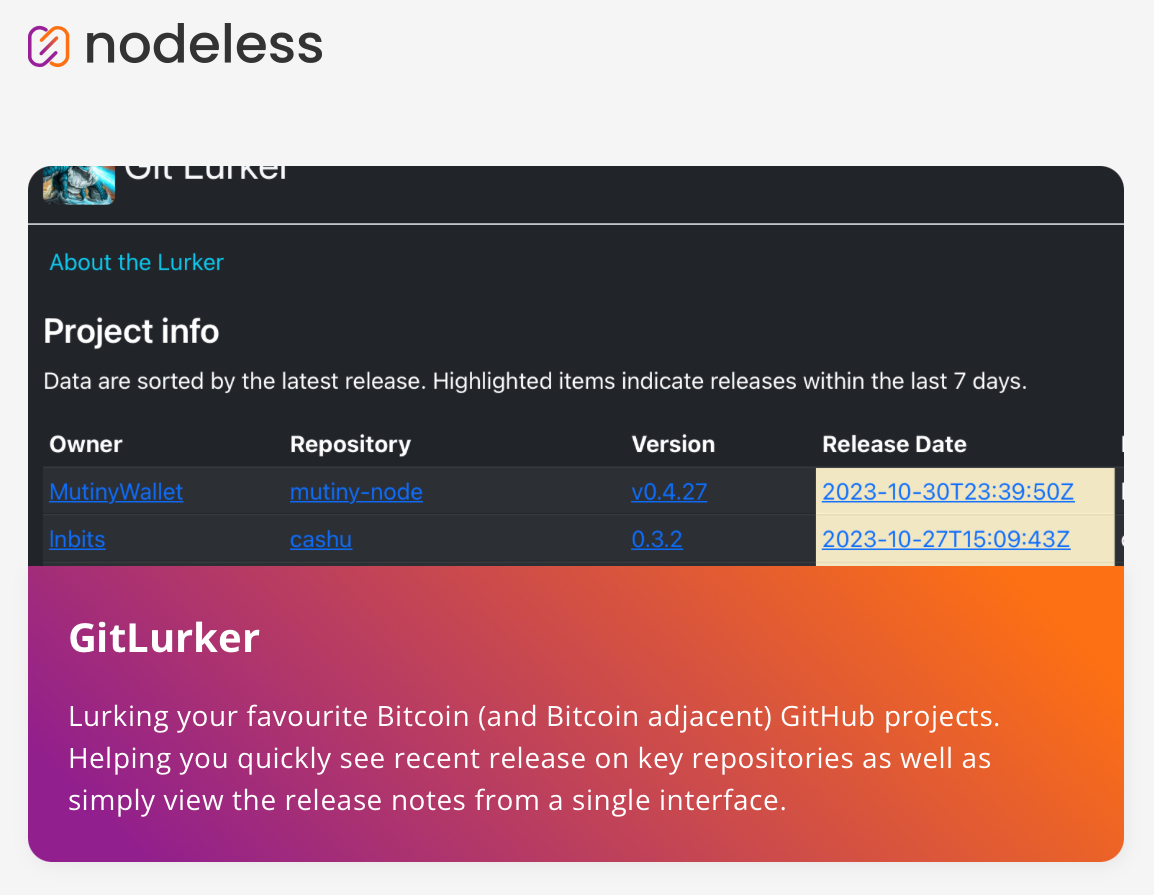 nodeless
Git Lurker
About the Lurker
Project info
Data are sorted by the latest release. Highlighted items indicate releases within the last 7 days.
Owner Repository Version Release Date
MutinyWallet mutiny-node v0.4.27 2023-10-30T23:39:50Z
lnbits cashu 0.3.2 2023-10-27T15:09:43Z
GitLurker
Lurking your favourite Bitcoin (and Bitcoin adjacent) GitHub projects.
Helping you quickly see recent release on key repositories as well as
simply view the release notes from a single interface.